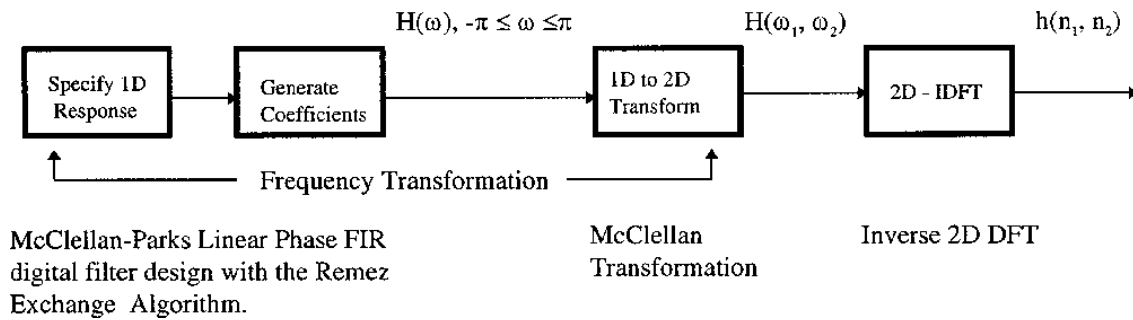 H(ω), -π ≤ ω ≤π
H(ω₁, ω₂)
h(n₁, n₂)
Specify 1D
Response
Generate
Coefficients
1D to 2D
Transform
2D - IDFT
Frequency Transformation
McClellan-Parks Linear Phase FIR
digital filter design with the Remez
Exchange Algorithm.
McClellan
Transformation
Inverse 2D DFT